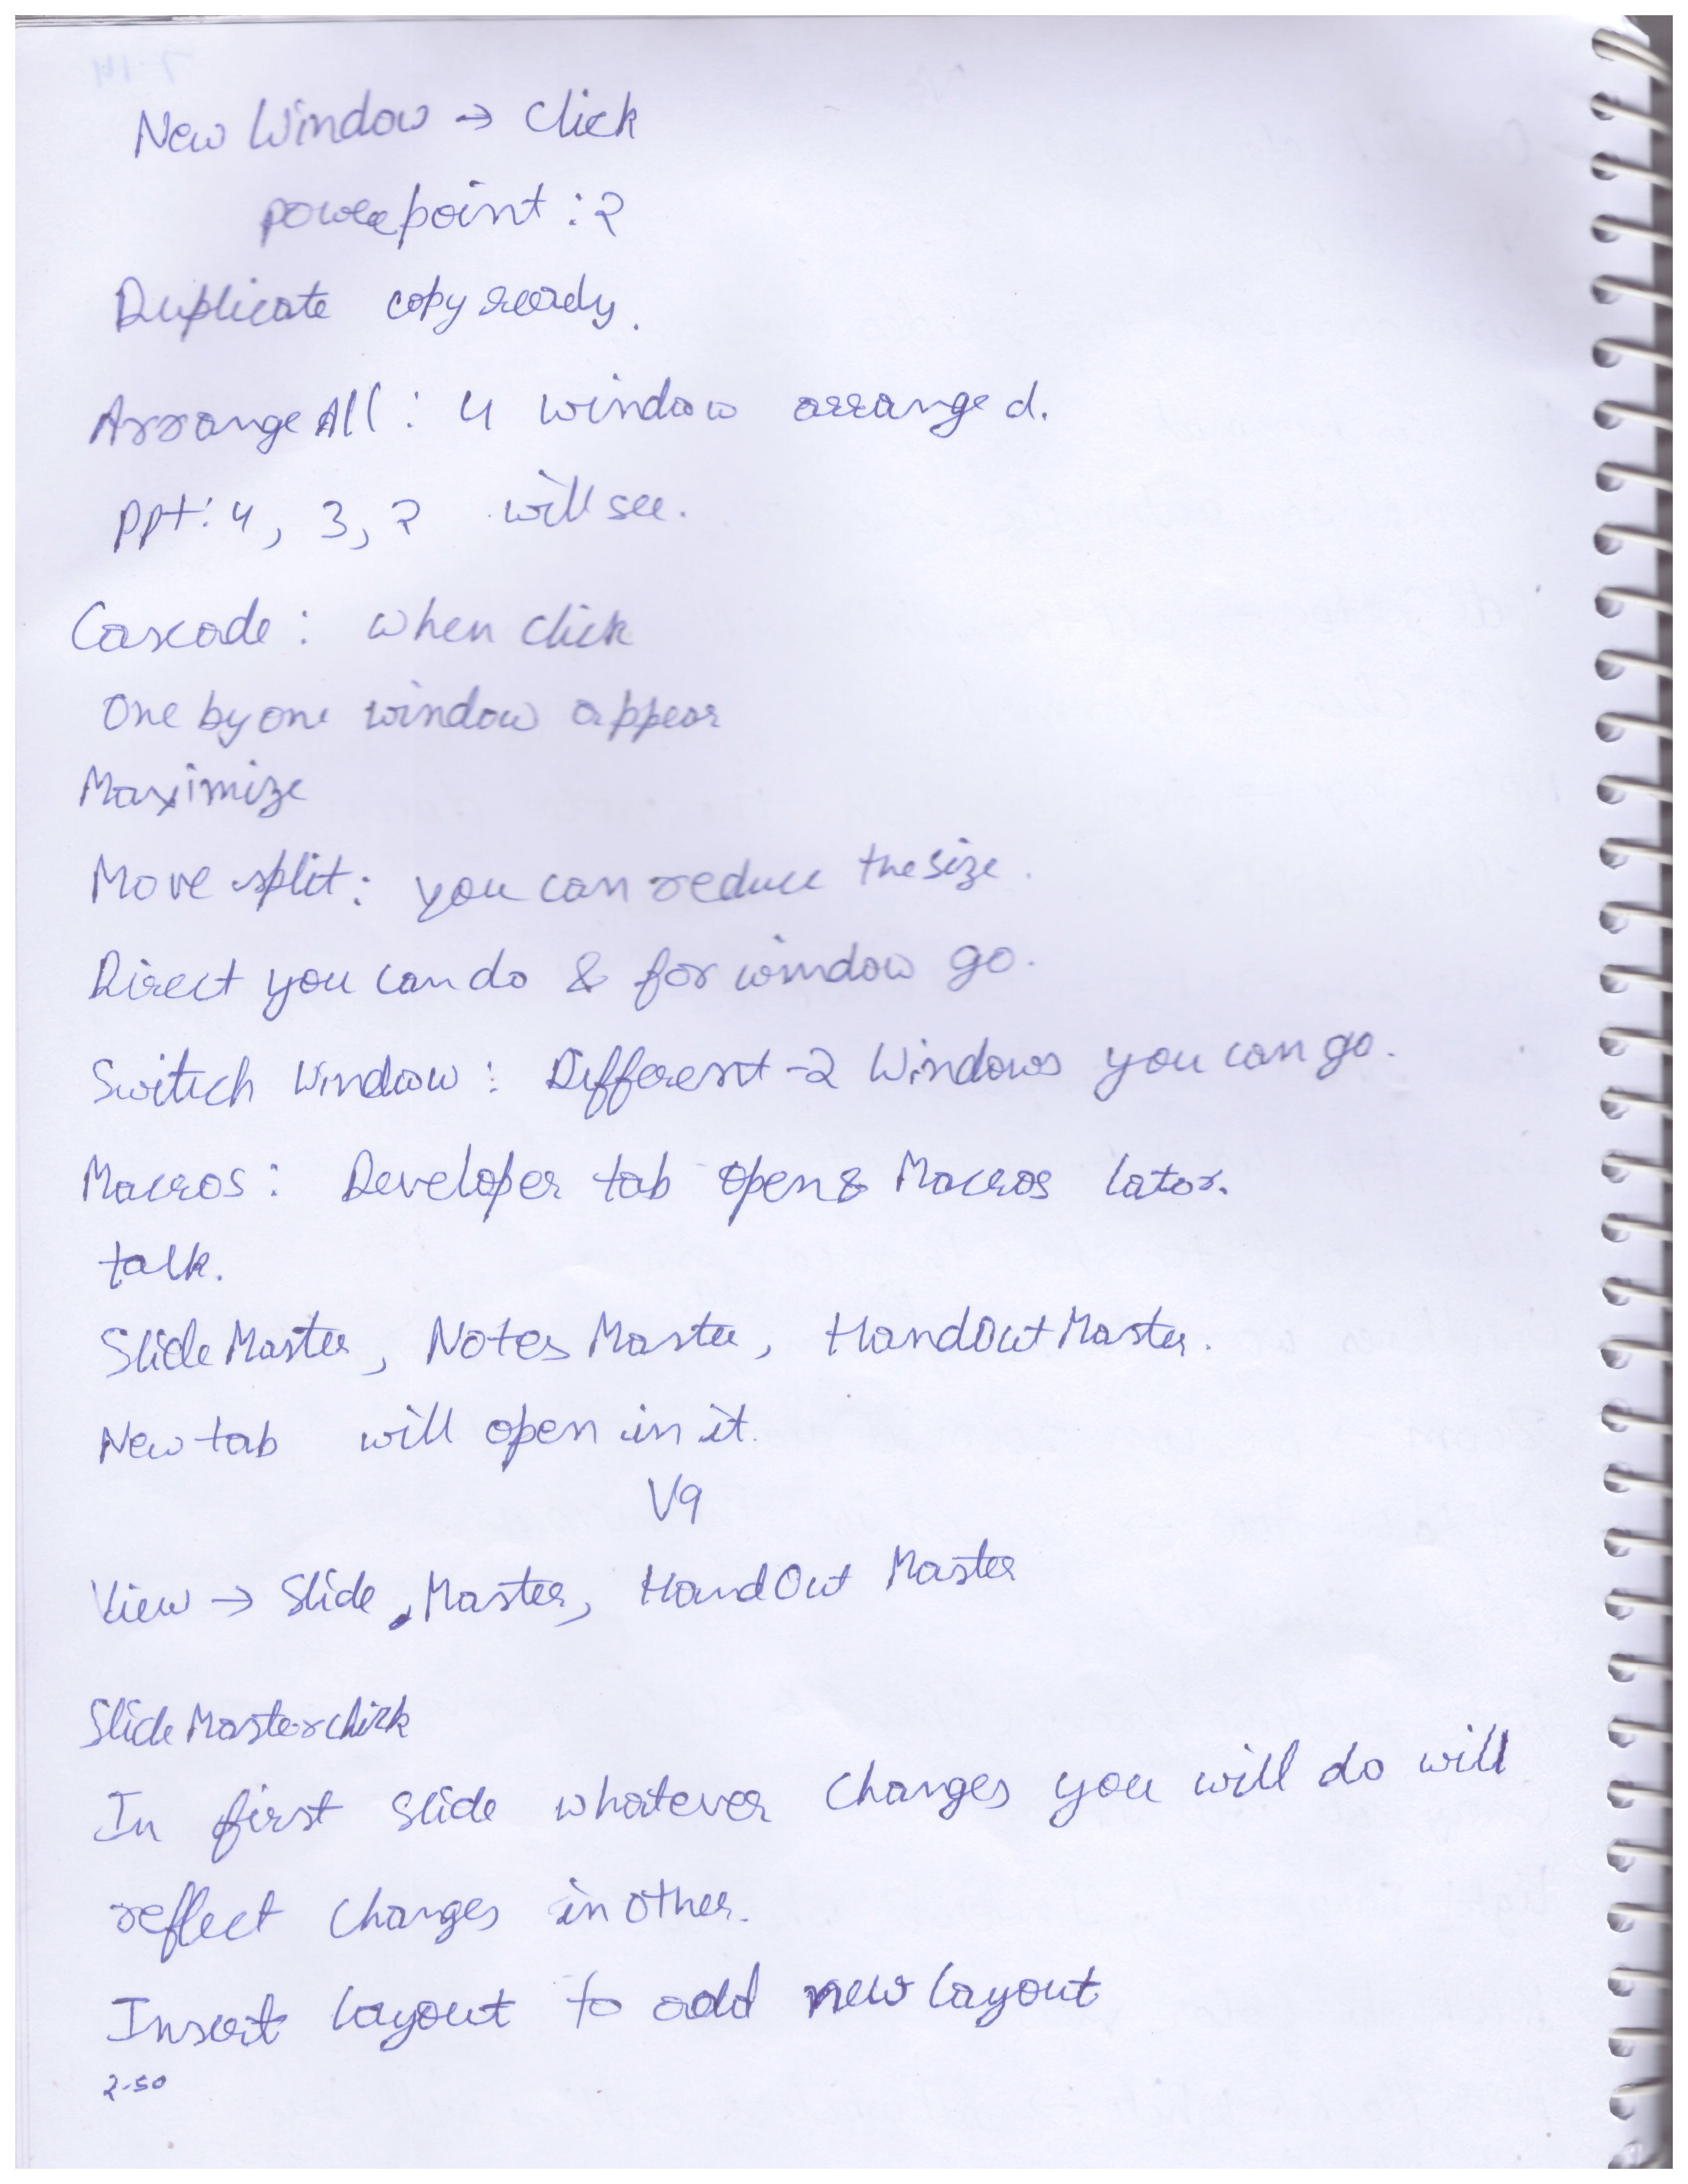 New Window → Click
powerpoint : 2
Duplicate copy ready.
Arrange All : 4 window arranged.
ppt : 4, 3, 2 will see.
Cascade : when click
One by one window appear
Maximize
Move split : you can reduce the size.
Direct you can do & for window go.
Switch Window : Different-2 Windows you can go.
Macros : Developer tab open & Macros lator.
talk.
Slide Master, Notes Master, HandOut Master.
New tab will open in it.
V9
View → Slide, Master, HandOut Master
Slide Master click
In first slide whatever changes you will do will
reflect changes in other.
Insert layout to add new layout
2-50